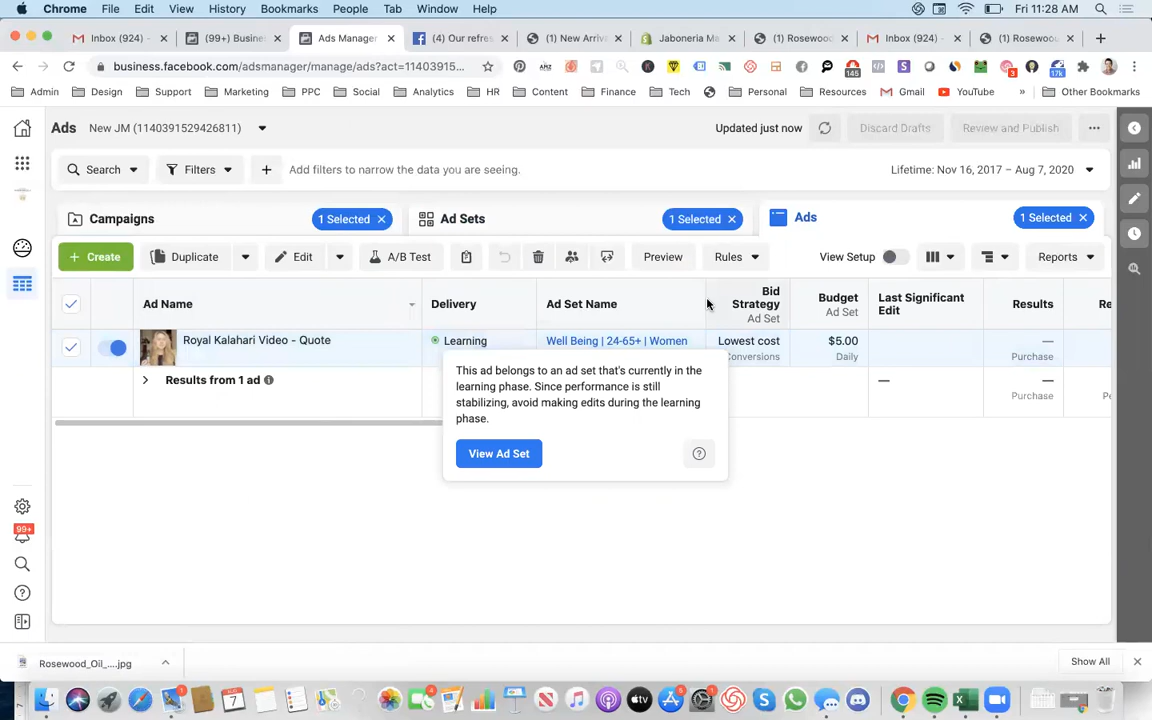 Chrome File Edit View History Bookmarks People Tab Window Help Fri 11:28 AM
Inbox (924) - (99+) Busine Ads Manager (4) Our refre (1) New Arriva Jaboneria Ma (1) Rosewoo Inbox (924) - (1) Rosewoo
business.facebook.com/adsmanager/manage/ads?act=11403915...
145 3 17k
Admin Design Support Marketing PPC Social Analytics HR Content Finance Tech Personal Resources Gmail YouTube » Other Bookmarks
Ads New JM (1140391529426811) Updated just now Discard Drafts Review and Publish
Search Filters Add filters to narrow the data you are seeing. Lifetime: Nov 16, 2017 – Aug 7, 2020
Campaigns 1 Selected Ad Sets 1 Selected Ads 1 Selected
+ Create Duplicate Edit A/B Test Preview Rules View Setup Reports
Ad Name Delivery Ad Set Name Bid Strategy Ad Set Budget Ad Set Last Significant Edit Results Re
Royal Kalahari Video - Quote Learning Well Being | 24-65+ | Women Lowest cost $5.00 —
Conversions Daily Purchase
Results from 1 ad — —
Purchase Pe
This ad belongs to an ad set that's currently in the
learning phase. Since performance is still
stabilizing, avoid making edits during the learning
phase.
View Ad Set
99+
Rosewood_Oil_....jpg Show All